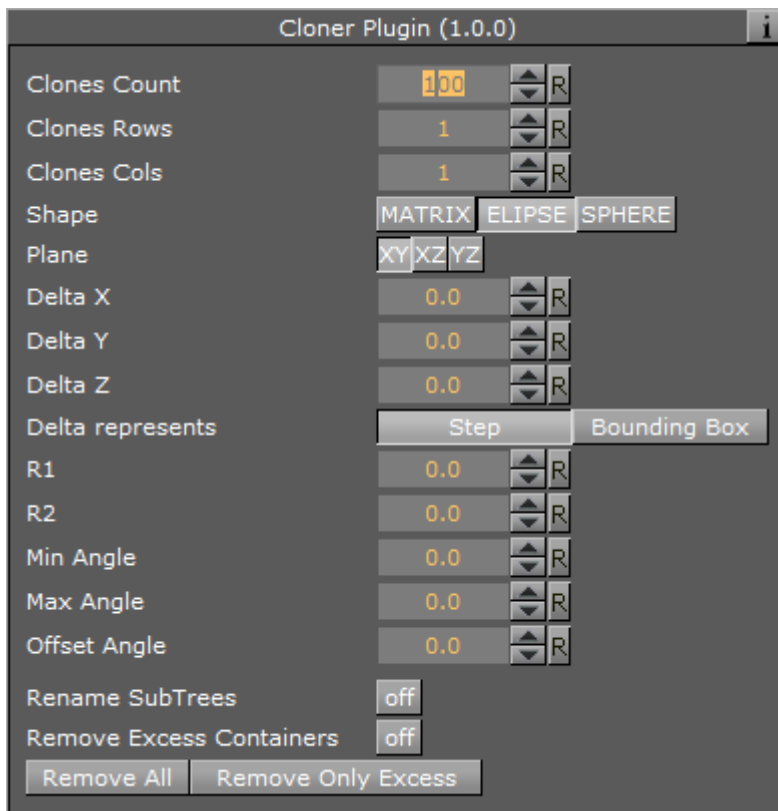 Cloner Plugin (1.0.0) i
Clones Count 100 R
Clones Rows 1 R
Clones Cols 1 R
Shape MATRIX ELIPSE SPHERE
Plane XY XZ YZ
Delta X 0.0 R
Delta Y 0.0 R
Delta Z 0.0 R
Delta represents Step Bounding Box
R1 0.0 R
R2 0.0 R
Min Angle 0.0 R
Max Angle 0.0 R
Offset Angle 0.0 R
Rename SubTrees off
Remove Excess Containers off
Remove All Remove Only Excess